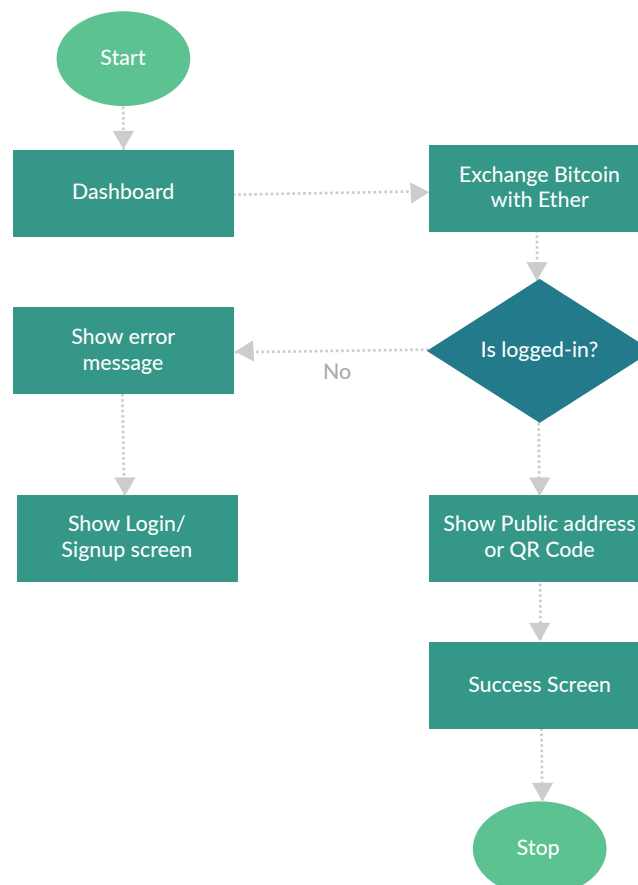 Start
Dashboard
Exchange Bitcoin
with Ether
Is logged-in?
No
Show error
message
Show Login/
Signup screen
Show Public address
or QR Code
Success Screen
Stop